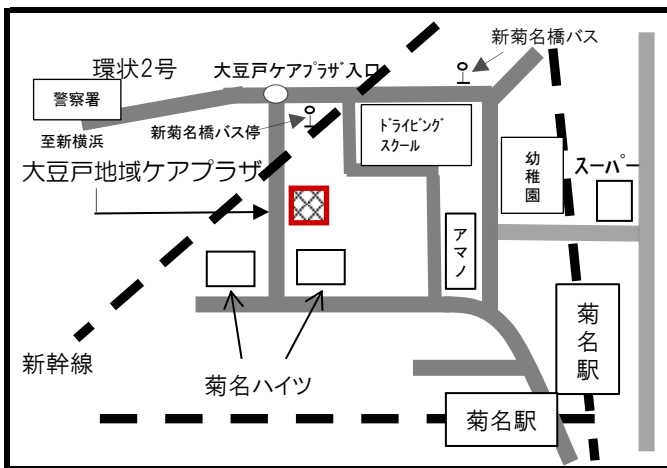 新菊名橋バス
環状2号
大豆戸ケアプラザ入口
警察署
至新横浜
新菊名橋バス停
ドライビング
スクール
大豆戸地域ケアプラザ
幼稚園
スーパー
アマノ
新幹線
菊名ハイツ
菊名駅
菊名駅